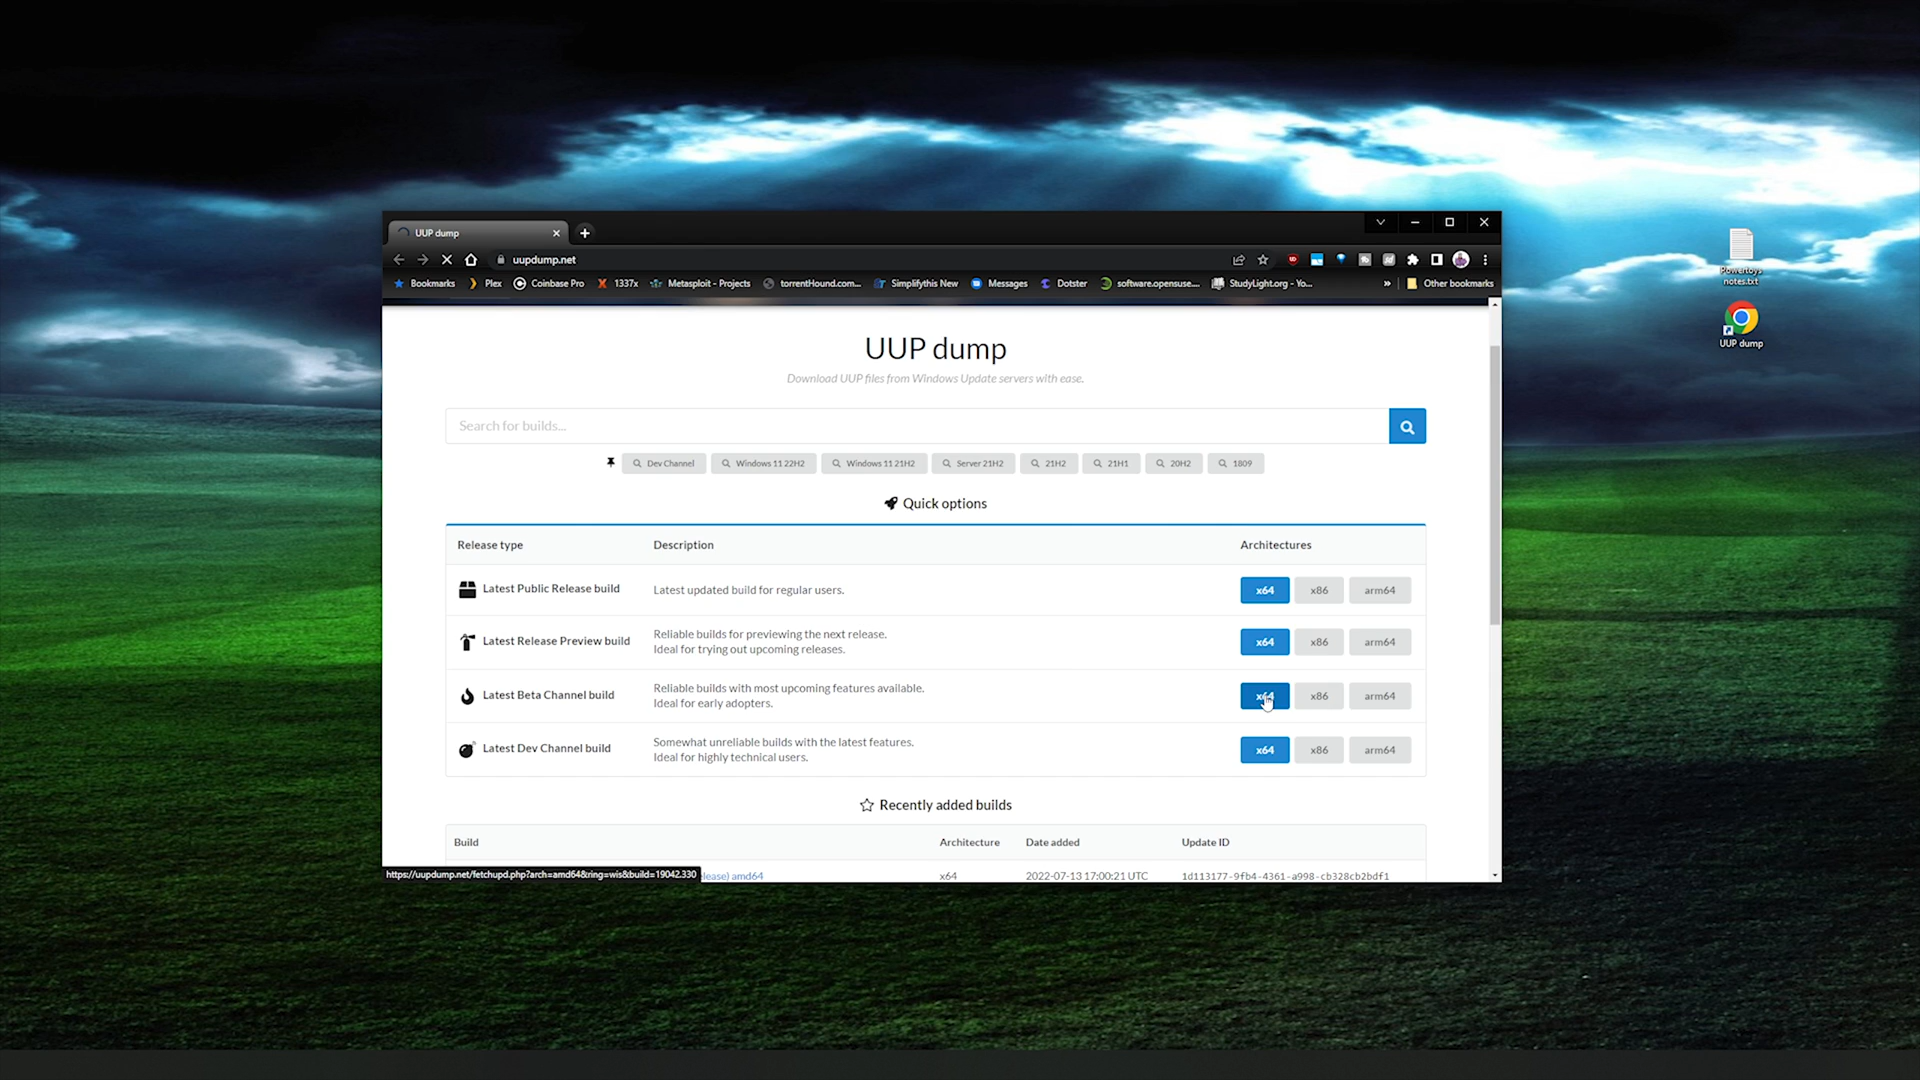 UUP dump
uupdump.net
Bookmarks
Plex
Coinbase Pro
1337x
Metasploit - Projects
torrentHound.com...
Simplifythis New
Messages
Dotster
software.opensuse....
StudyLight.org - Yo...
»
Other bookmarks
Powertoys
notes.txt
UUP dump
UUP dump
Download UUP files from Windows Update servers with ease.
Search for builds...
Dev Channel
Windows 11 22H2
Windows 11 21H2
Server 21H2
21H2
21H1
20H2
1809
Quick options
Release type Description Architectures
Latest Public Release build
Latest updated build for regular users.
x64 x86 arm64
Latest Release Preview build
Reliable builds for previewing the next release.
Ideal for trying out upcoming releases.
x64 x86 arm64
Latest Beta Channel build
Reliable builds with most upcoming features available.
Ideal for early adopters.
x64 x86 arm64
Latest Dev Channel build
Somewhat unreliable builds with the latest features.
Ideal for highly technical users.
x64 x86 arm64
Recently added builds
Build Architecture Date added Update ID
lease) amd64 x64 2022-07-13 17:00:21 UTC 1d113177-9fb4-4361-a998-cb328cb2bdf1
https://uupdump.net/fetchupd.php?arch=amd64&ring=wis&build=19042.330